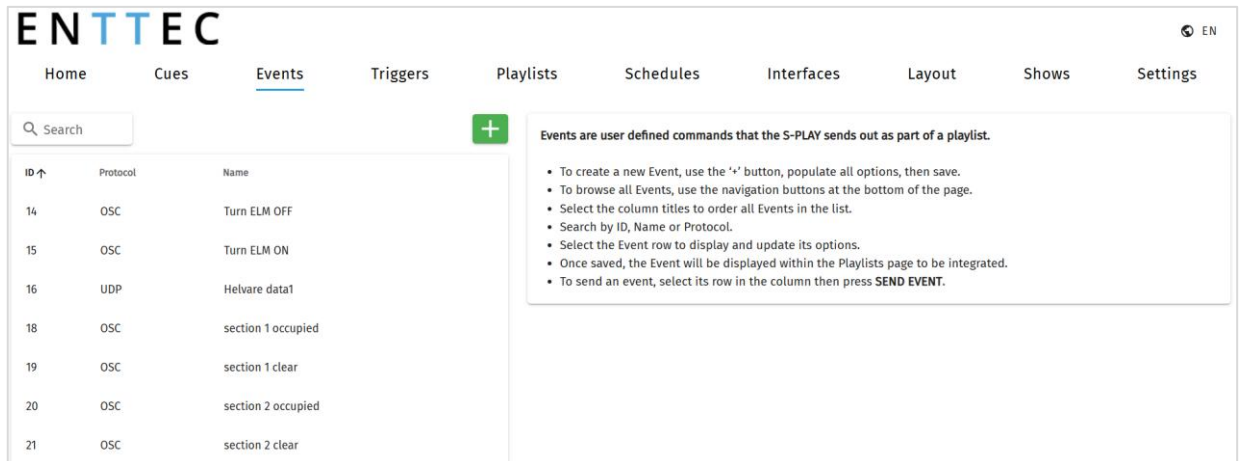 ENTTEC
EN
Home Cues Events Triggers Playlists Schedules Interfaces Layout Shows Settings
Search
+
ID Protocol Name
14 OSC Turn ELM OFF
15 OSC Turn ELM ON
16 UDP Helvare data1
18 OSC section 1 occupied
19 OSC section 1 clear
20 OSC section 2 occupied
21 OSC section 2 clear
Events are user defined commands that the S-PLAY sends out as part of a playlist.
• To create a new Event, use the '+' button, populate all options, then save.
• To browse all Events, use the navigation buttons at the bottom of the page.
• Select the column titles to order all Events in the list.
• Search by ID, Name or Protocol.
• Select the Event row to display and update its options.
• Once saved, the Event will be displayed within the Playlists page to be integrated.
• To send an event, select its row in the column then press SEND EVENT.